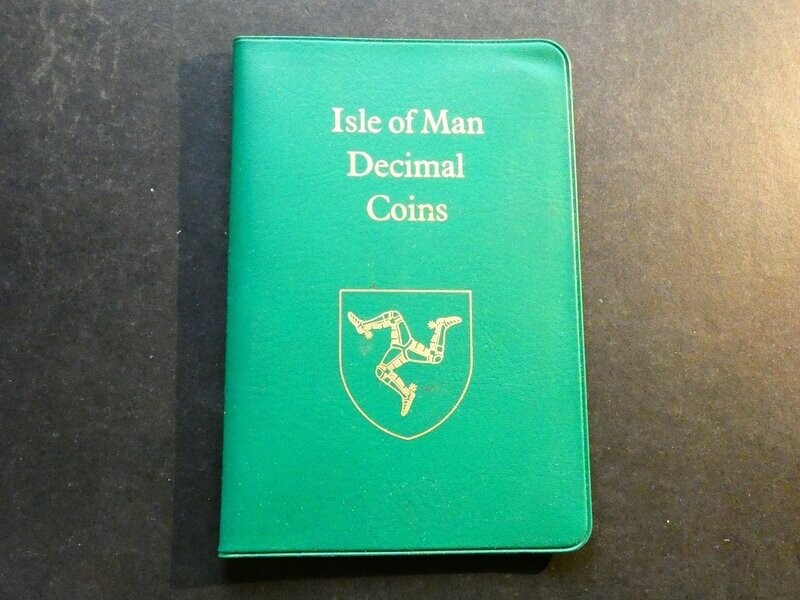 Isle of Man
Decimal
Coins